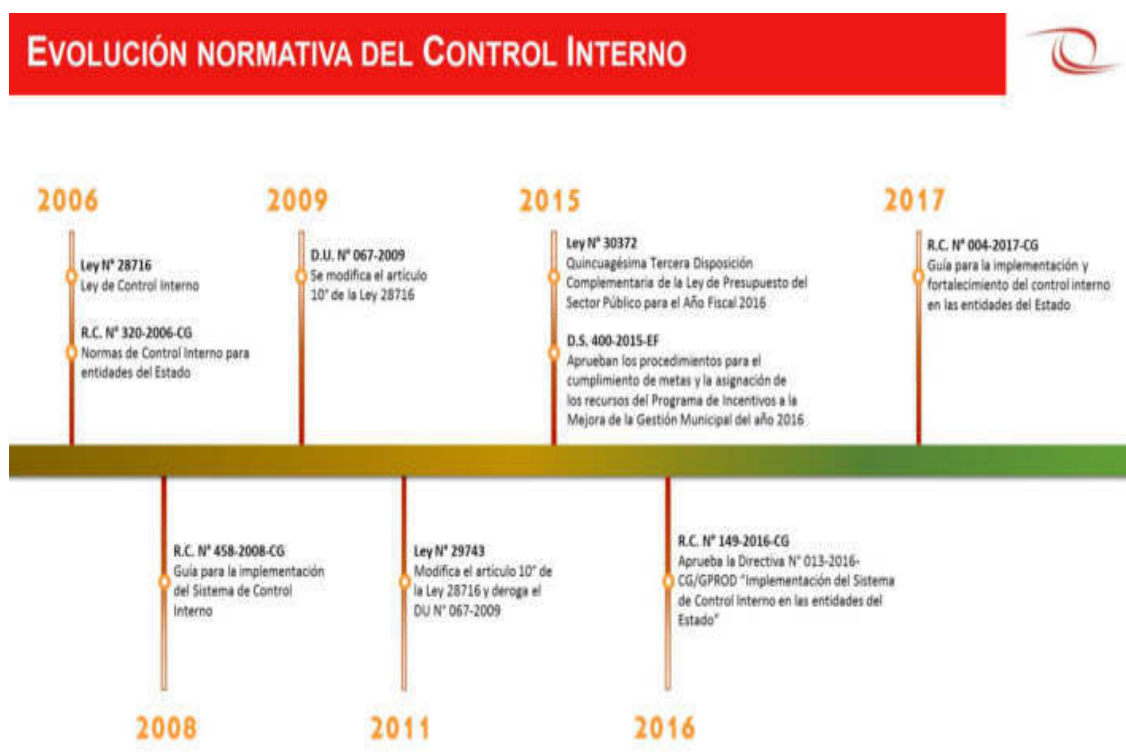 EVOLUCIÓN NORMATIVA DEL CONTROL INTERNO
2006
Ley N° 28716
Ley de Control Interno
R.C. N° 320-2006-CG
Normas de Control Interno para
entidades del Estado
2008
R.C. N° 458-2008-CG
Guía para la implementación
del Sistema de Control
Interno
2009
D.U. N° 067-2009
Se modifica el artículo
10° de la Ley 28716
2011
Ley N° 29743
Modifica el artículo 10° de
la Ley 28716 y deroga el
DU N° 067-2009
2015
Ley N° 30372
Quincuagésima Tercera Disposición
Complementaria de la Ley de Presupuesto del
Sector Público para el Año Fiscal 2016
D.S. 400-2015-EF
Aprueban los procedimientos para el
cumplimiento de metas y la asignación de
los recursos del Programa de Incentivos a la
Mejora de la Gestión Municipal del año 2016
2016
R.C. N° 149-2016-CG
Aprueba la Directiva N° 013-2016-
CG/GPROD "Implementación del Sistema
de Control Interno en las entidades del
Estado"
2017
R.C. N° 004-2017-CG
Guía para la implementación y
fortalecimiento del control interno
en las entidades del Estado